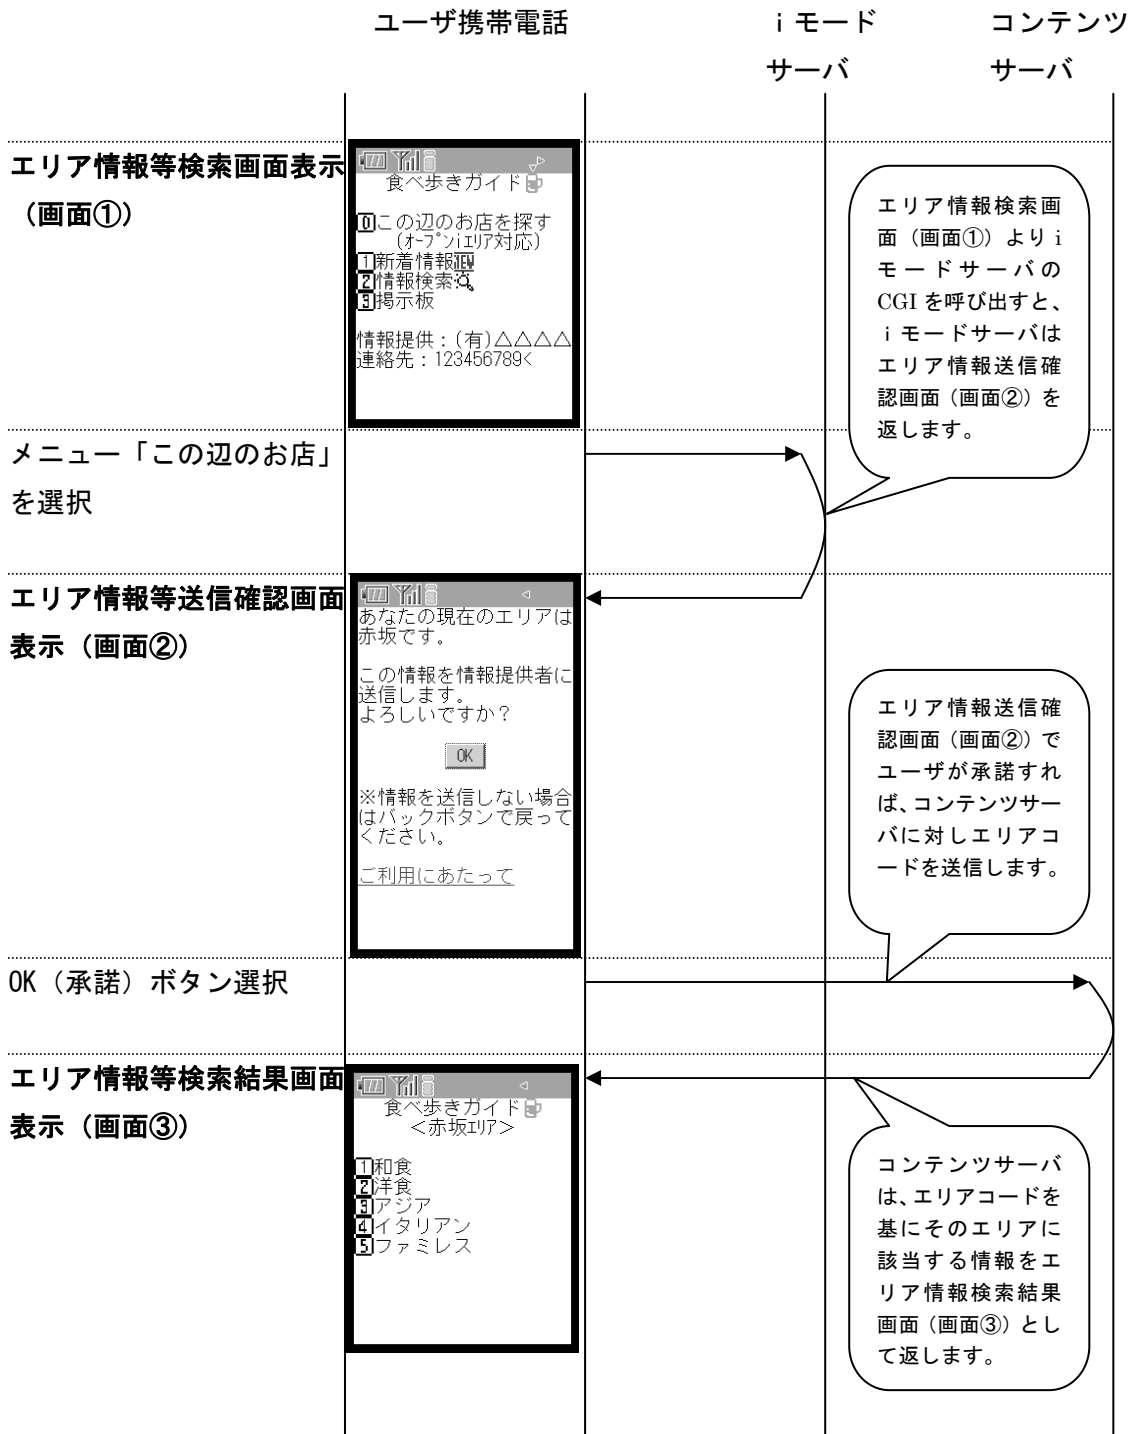 ユーザ携帯電話
ｉモード
サーバ
コンテンツ
サーバ
エリア情報等検索画面表示
（画面①）
食べ歩きガイド
0この辺のお店を探す
(ｵｰﾌﾟﾝiｴﾘｱ対応)
1新着情報NEW
2情報検索
3掲示板
情報提供：(有)△△△△
連絡先：123456789<
エリア情報検索画
面（画面①）より i
モードサーバの
CGI を呼び出すと、
ｉモードサーバは
エリア情報送信確
認画面（画面②）を
返します。
メニュー「この辺のお店」
を選択
エリア情報等送信確認画面
表示（画面②）
あなたの現在のエリアは
赤坂です。
この情報を情報提供者に
送信します。
よろしいですか？
OK
※情報を送信しない場合
はバックボタンで戻って
ください。
ご利用にあたって
エリア情報送信確
認画面（画面②）で
ユーザが承諾すれ
ば、コンテンツサー
バに対しエリアコ
ードを送信します。
OK（承諾）ボタン選択
エリア情報等検索結果画面
表示（画面③）
食べ歩きガイド
＜赤坂ｴﾘｱ＞
1和食
2洋食
3アジア
4イタリアン
5ファミレス
コンテンツサーバ
は、エリアコードを
基にそのエリアに
該当する情報をエ
リア情報検索結果
画面（画面③）とし
て返します。